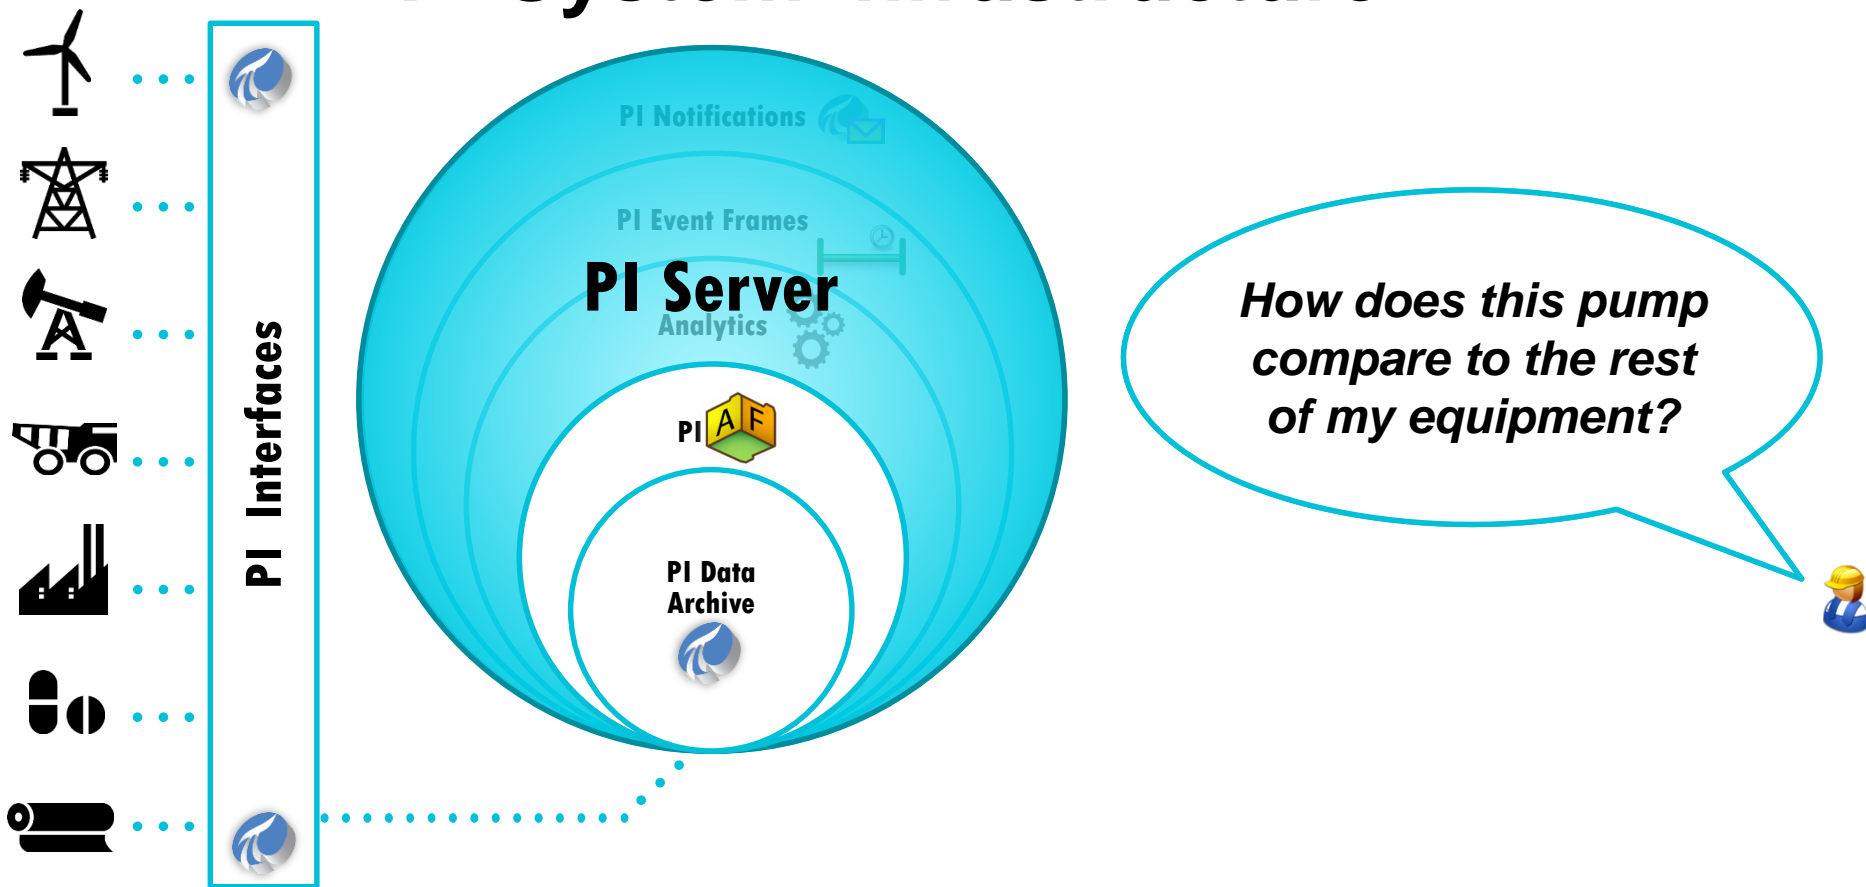 PI Interfaces
PI Notifications
PI Event Frames
PI Server
Analytics
PI AF
PI Data
Archive
How does this pump
compare to the rest
of my equipment?